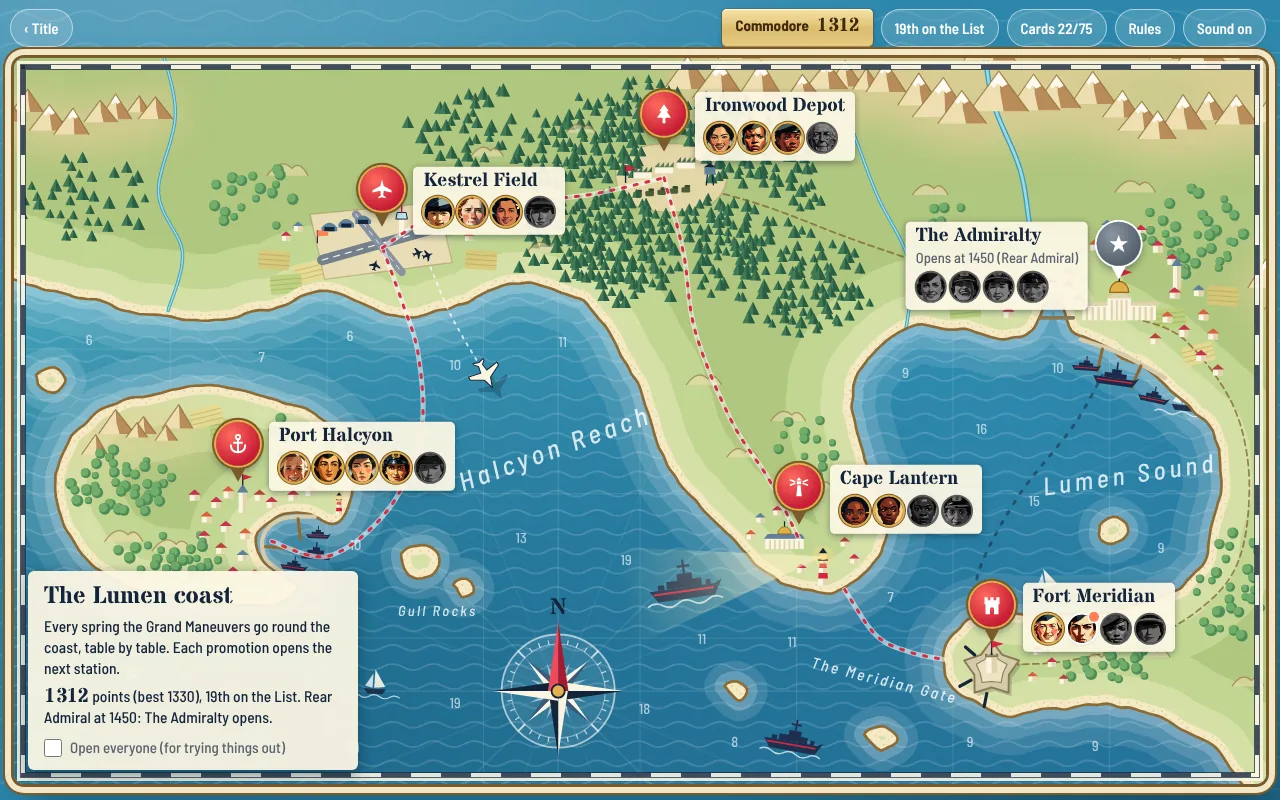 ‹ Title
Commodore 1312
19th on the List
Cards 22/75
Rules
Sound on
Ironwood Depot
Kestrel Field
The Admiralty
Opens at 1450 (Rear Admiral)
6
6
7
10
11
9
10
16
Port Halcyon
Halcyon Reach
Cape Lantern
Lumen Sound
15
13
10
19
9
7
Gull Rocks
N
Fort Meridian
11
11
The Meridian Gate
19
18
8
9
9
The Lumen coast
Every spring the Grand Maneuvers go round the
coast, table by table. Each promotion opens the
next station.
1312 points (best 1330), 19th on the List. Rear
Admiral at 1450: The Admiralty opens.
Open everyone (for trying things out)